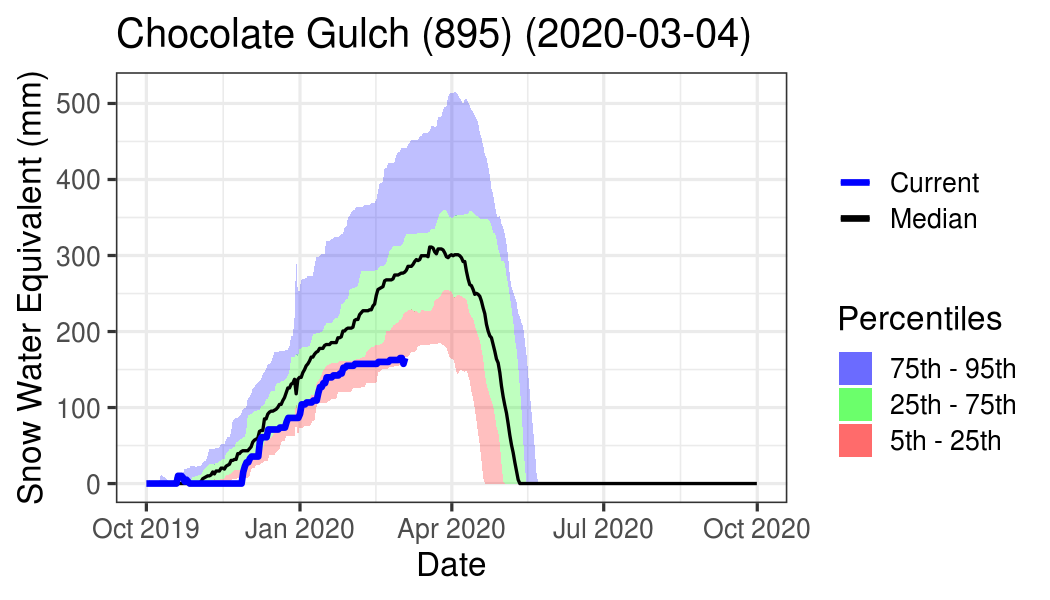 Chocolate Gulch (895) (2020-03-04)
Snow Water Equivalent (mm)
500
400
300
200
100
0
Oct 2019
Jan 2020
Apr 2020
Jul 2020
Oct 2020
Date
Current
Median
Percentiles
75th - 95th
25th - 75th
5th - 25th